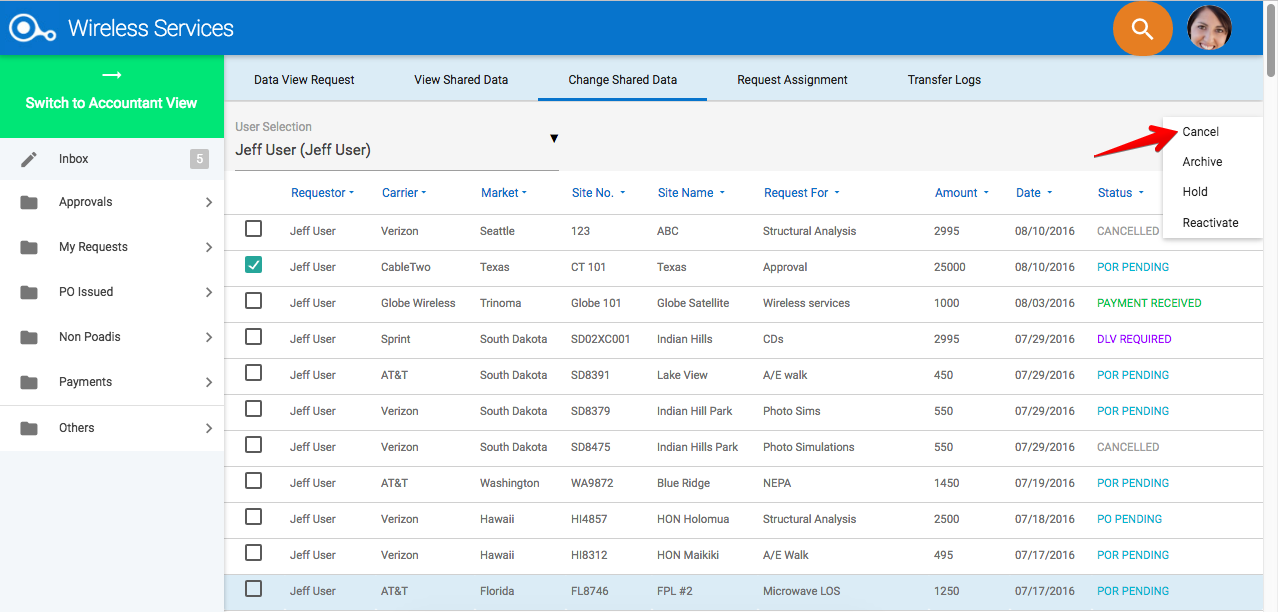 Wireless Services
Switch to Accountant View
Inbox 5
Approvals
My Requests
PO Issued
Non Poadis
Payments
Others
Data View Request View Shared Data Change Shared Data Request Assignment Transfer Logs
User Selection
Jeff User (Jeff User)
Cancel
Archive
Hold
Reactivate
Requestor Carrier Market Site No. Site Name Request For Amount Date Status
Jeff User Verizon Seattle 123 ABC Structural Analysis 2995 08/10/2016 CANCELLED
Jeff User CableTwo Texas CT 101 Texas Approval 25000 08/10/2016 POR PENDING
Jeff User Globe Wireless Trinoma Globe 101 Globe Satellite Wireless services 1000 08/03/2016 PAYMENT RECEIVED
Jeff User Sprint South Dakota SD02XC001 Indian Hills CDs 2995 07/29/2016 DLV REQUIRED
Jeff User AT&T South Dakota SD8391 Lake View A/E walk 450 07/29/2016 POR PENDING
Jeff User Verizon South Dakota SD8379 Indian Hill Park Photo Sims 550 07/29/2016 POR PENDING
Jeff User Verizon South Dakota SD8475 Indian Hills Park Photo Simulations 550 07/29/2016 CANCELLED
Jeff User AT&T Washington WA9872 Blue Ridge NEPA 1450 07/19/2016 POR PENDING
Jeff User Verizon Hawaii HI4857 HON Holomua Structural Analysis 2500 07/18/2016 PO PENDING
Jeff User Verizon Hawaii HI8312 HON Maikiki A/E Walk 495 07/17/2016 POR PENDING
Jeff User AT&T Florida FL8746 FPL #2 Microwave LOS 1250 07/17/2016 POR PENDING